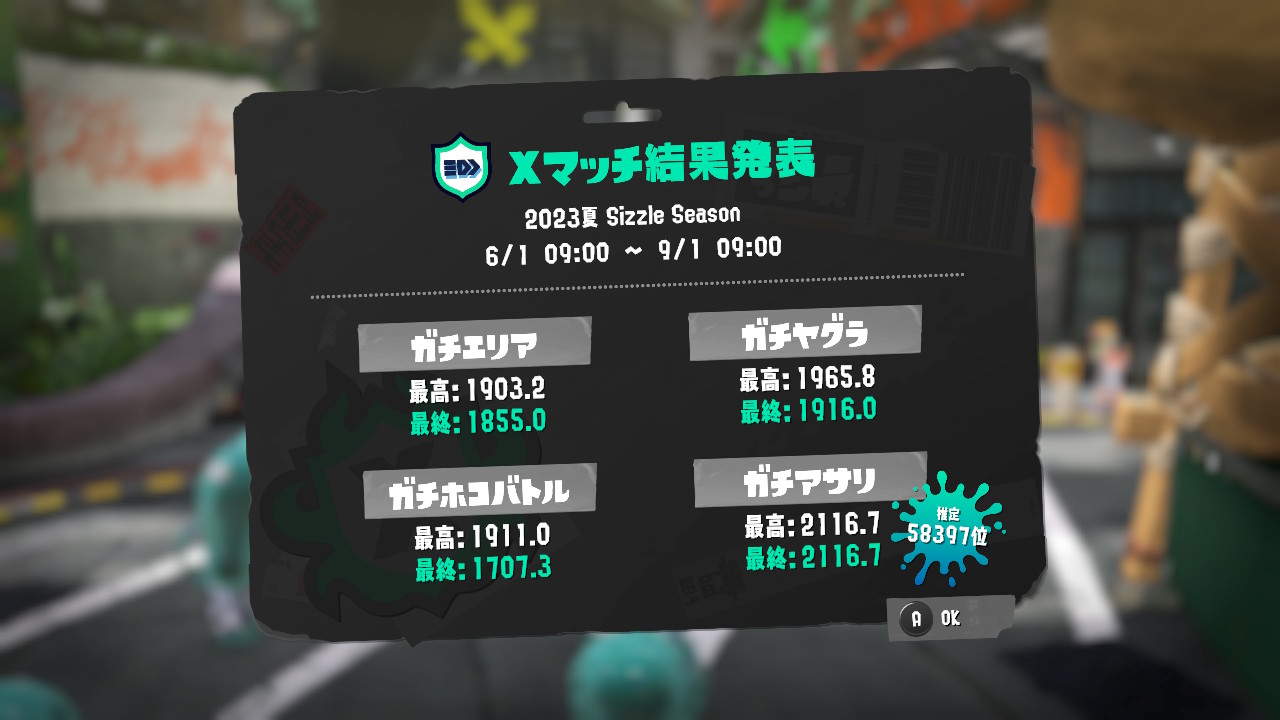 Xマッチ結果発表
2023夏 Sizzle Season
6/1 09:00 ~ 9/1 09:00
ガチエリア
最高: 1903.2
最終: 1855.0
ガチヤグラ
最高: 1965.8
最終: 1916.0
ガチホコバトル
最高: 1911.0
最終: 1707.3
ガチアサリ
最高: 2116.7
最終: 2116.7
推定
58397位
A OK